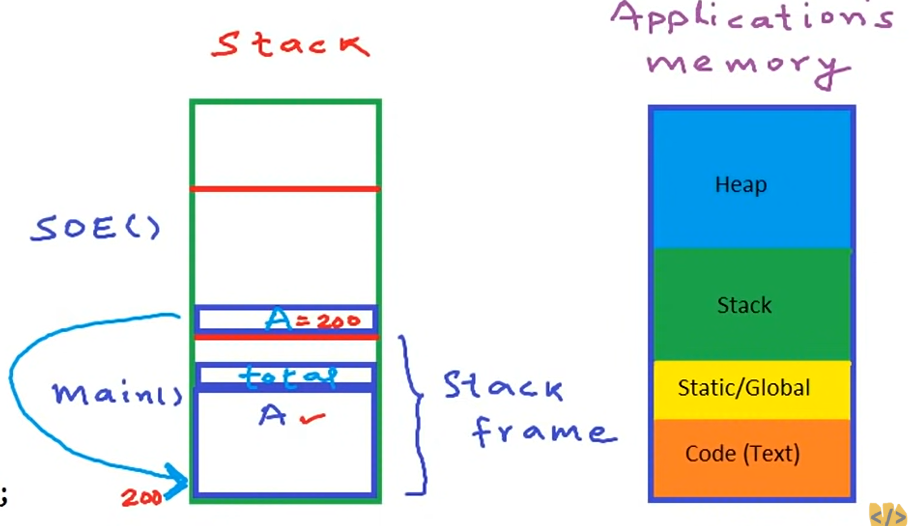 Stack
Application's
memory
SOE()
A = 200
main()
total
A
Stack
frame
200
;
Heap
Stack
Static/Global
Code (Text)
</>